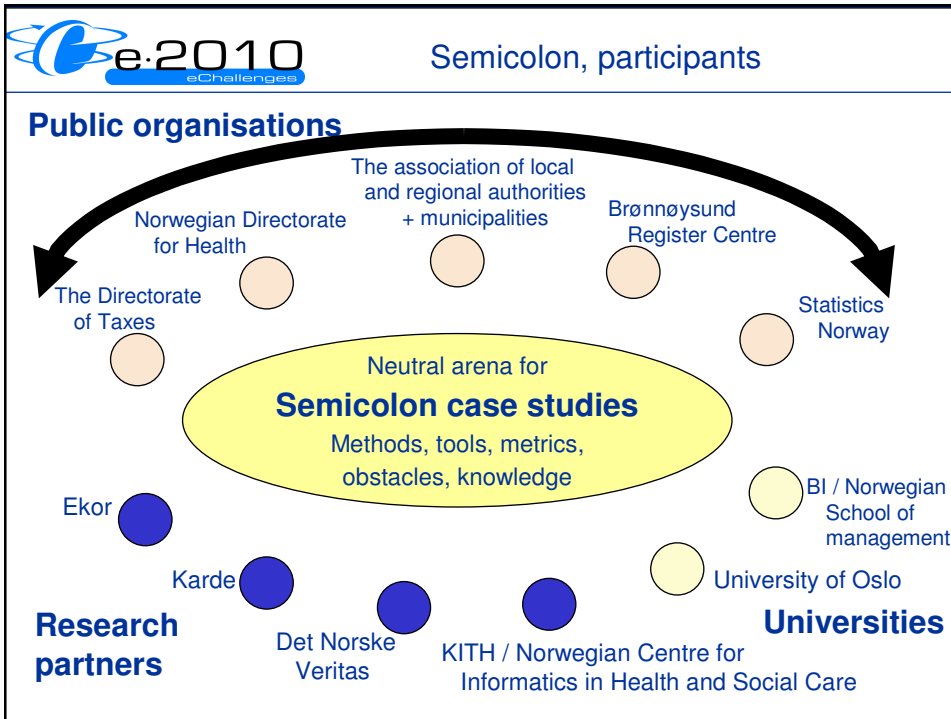 e·2010
eChallenges
Semicolon, participants
Public organisations
The association of local
and regional authorities
+ municipalities
Norwegian Directorate
for Health
Brønnøysund
Register Centre
The Directorate
of Taxes
Statistics
Norway
Neutral arena for
Semicolon case studies
Methods, tools, metrics,
obstacles, knowledge
Ekor
BI / Norwegian
School of
management
Karde
University of Oslo
Research
partners
Universities
Det Norske
Veritas
KITH / Norwegian Centre for
Informatics in Health and Social Care